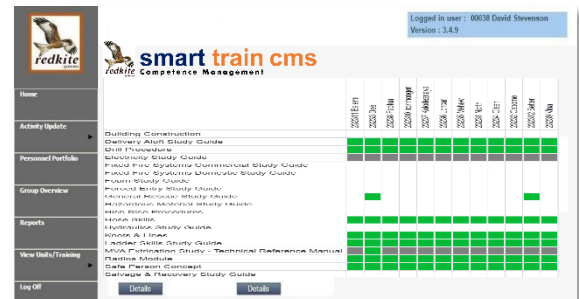 Logged in user : 00038 David Stevenson
Version : 3.4.9
redkite
systems
smart train cms
redkite Competence Management
Home
Activity Update
Personnel Portfolio
Group Overview
Reports
View Units/Training
Log Off
Building Construction
Delivery Aloft Study Guide
Drill Procedure
Electricity Study Guide
Fixed Fire Systems Commercial Study Guide
Fixed Fire Systems Domestic Study Guide
Foam Study Guide
Forced Entry Study Guide
General Rescue Study Guide
Hazardous Material Study Guide
High Rise Procedures
Hose Skills
Hydraulics Study Guide
Knots & Lines
Ladder Skills Study Guide
MVA Extrication Study - Technical Reference Manual
Radios Module
Safe Person Concept
Salvage & Recovery Study Guide
Details
Details